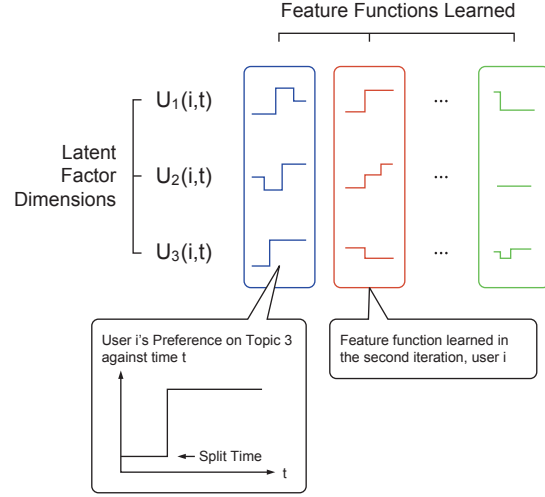 Feature Functions Learned
Latent
Factor
Dimensions
U1(i,t)
...
U2(i,t)
...
U3(i,t)
...
User i's Preference on Topic 3
against time t
Split Time
t
Feature function learned in
the second iteration, user i